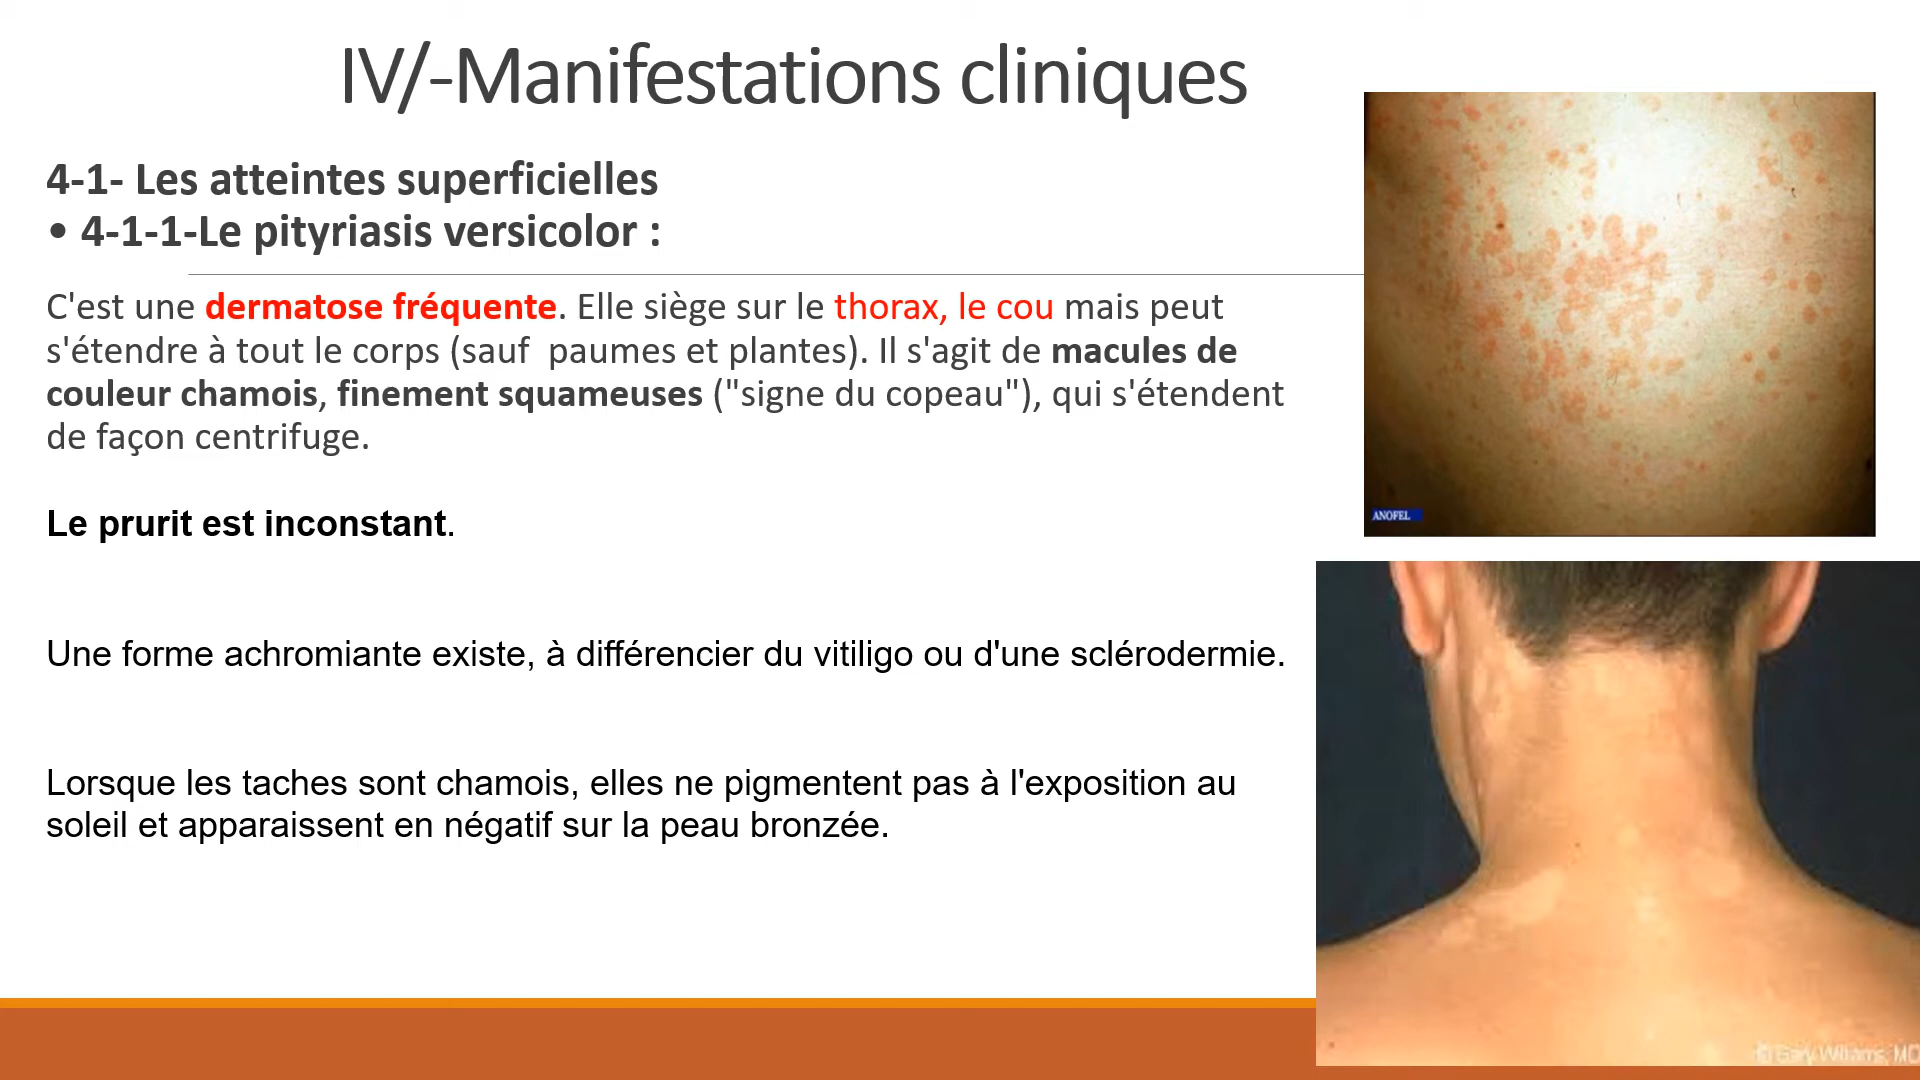 IV/-Manifestations cliniques
4-1- Les atteintes superficielles
• 4-1-1-Le pityriasis versicolor :
C'est une dermatose fréquente. Elle siège sur le thorax, le cou mais peut
s'étendre à tout le corps (sauf  paumes et plantes). Il s'agit de macules de
couleur chamois, finement squameuses ("signe du copeau"), qui s'étendent
de façon centrifuge.
Le prurit est inconstant.
Une forme achromiante existe, à différencier du vitiligo ou d'une sclérodermie.
Lorsque les taches sont chamois, elles ne pigmentent pas à l'exposition au
soleil et apparaissent en négatif sur la peau bronzée.
ANOFEL
© Gary Williams, MD